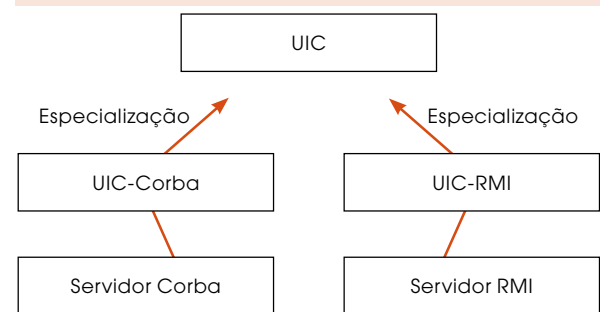 UIC
Especialização
Especialização
UIC-Corba
UIC-RMI
Servidor Corba
Servidor RMI